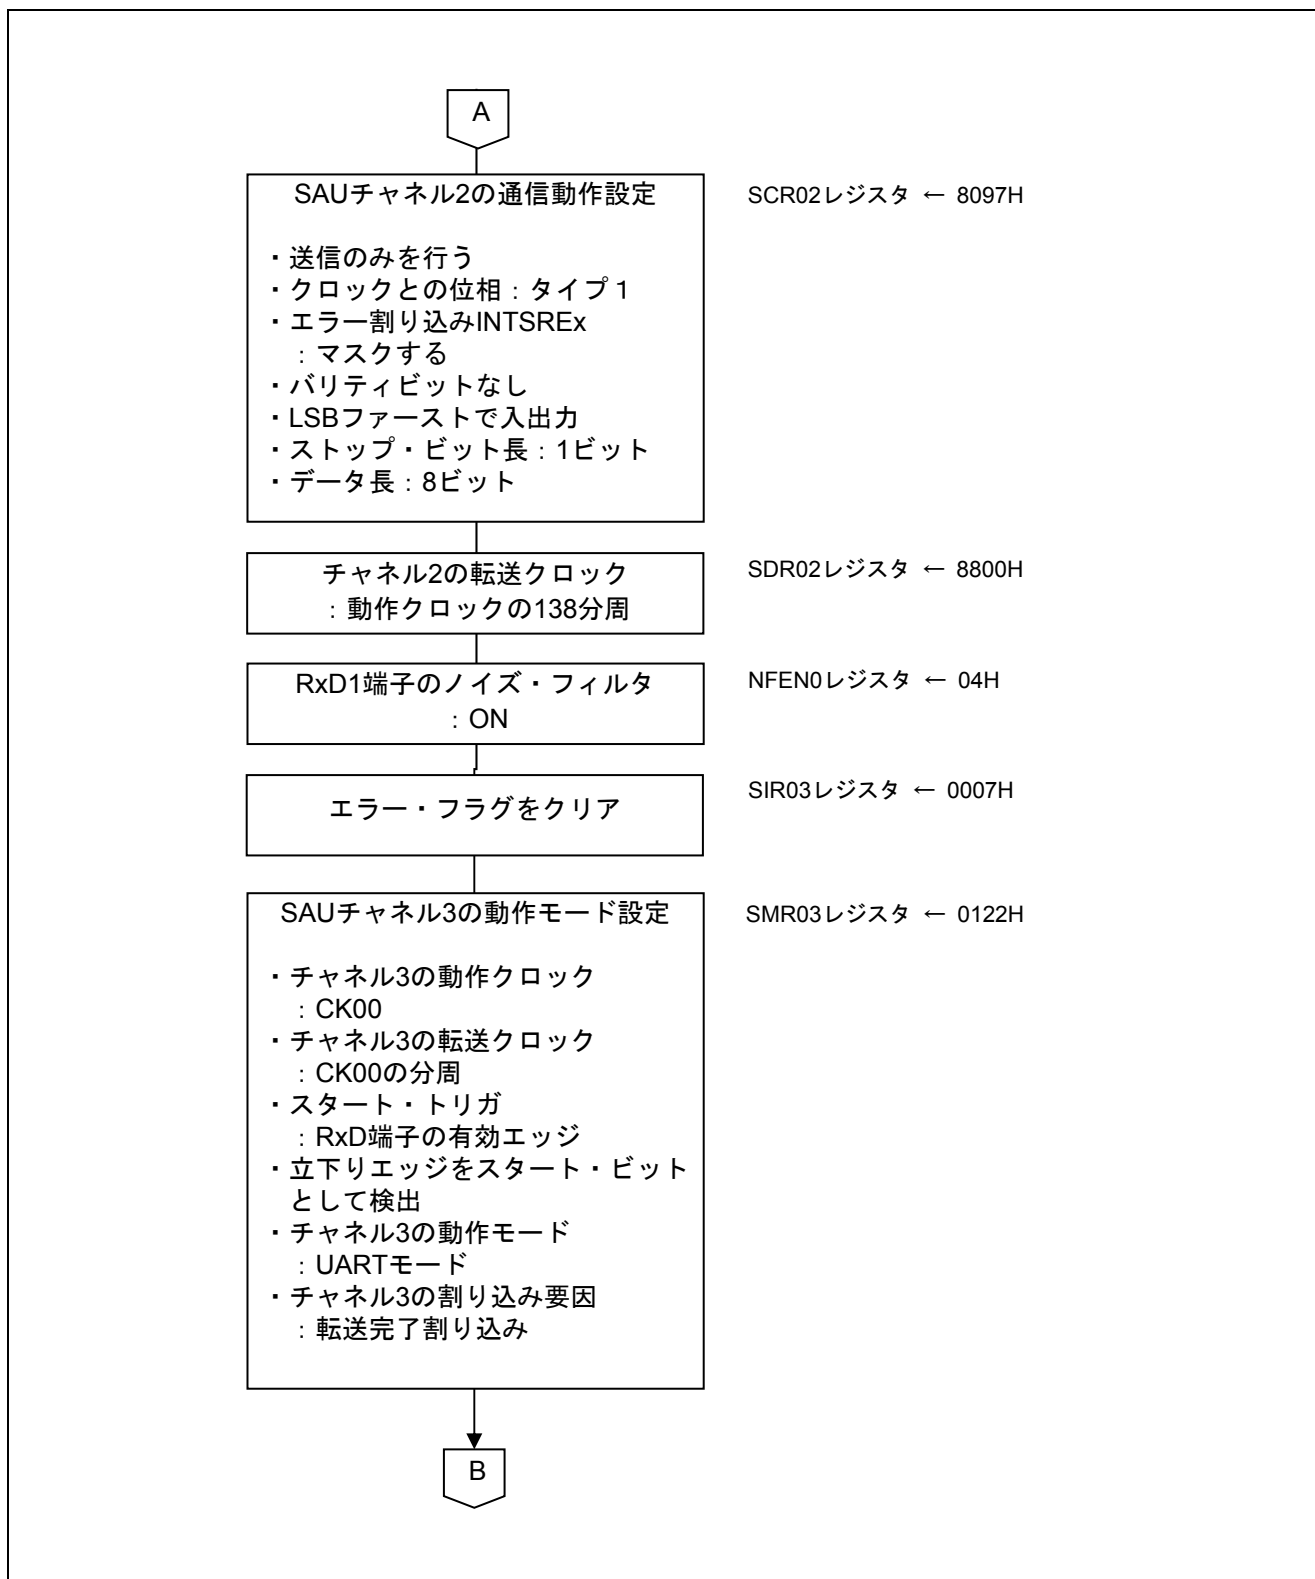 A
SAUチャネル2の通信動作設定
SCR02レジスタ ← 8097H
・送信のみを行う
・クロックとの位相：タイプ１
・エラー割り込みINTSREx
：マスクする
・バリティビットなし
・LSBファーストで入出力
・ストップ・ビット長：1ビット
・データ長：8ビット
チャネル2の転送クロック
：動作クロックの138分周
SDR02レジスタ ← 8800H
RxD1端子のノイズ・フィルタ
：ON
NFEN0レジスタ ← 04H
エラー・フラグをクリア
SIR03レジスタ ← 0007H
SAUチャネル3の動作モード設定
SMR03レジスタ ← 0122H
・チャネル3の動作クロック
：CK00
・チャネル3の転送クロック
：CK00の分周
・スタート・トリガ
：RxD端子の有効エッジ
・立下りエッジをスタート・ビット
として検出
・チャネル3の動作モード
：UARTモード
・チャネル3の割り込み要因
：転送完了割り込み
B